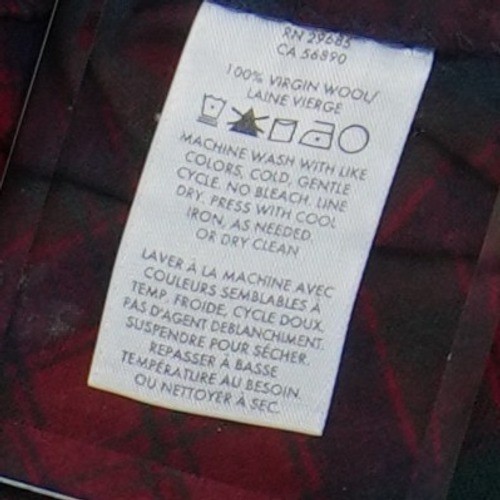 RN 29685
CA 56890
100% VIRGIN WOOL/
LAINE VIERGE
MACHINE WASH WITH LIKE
COLORS, COLD, GENTLE
CYCLE. NO BLEACH. LINE
DRY. PRESS WITH COOL
IRON, AS NEEDED.
OR DRY CLEAN
LAVER À LA MACHINE AVEC
COULEURS SEMBLABLES À
TEMP. FROIDE, CYCLE DOUX.
PAS D'AGENT DEBLANCHIMENT.
SUSPENDRE POUR SÉCHER.
REPASSER À BASSE
TEMPÉRATURE AU BESOIN.
OU NETTOYER À SEC.